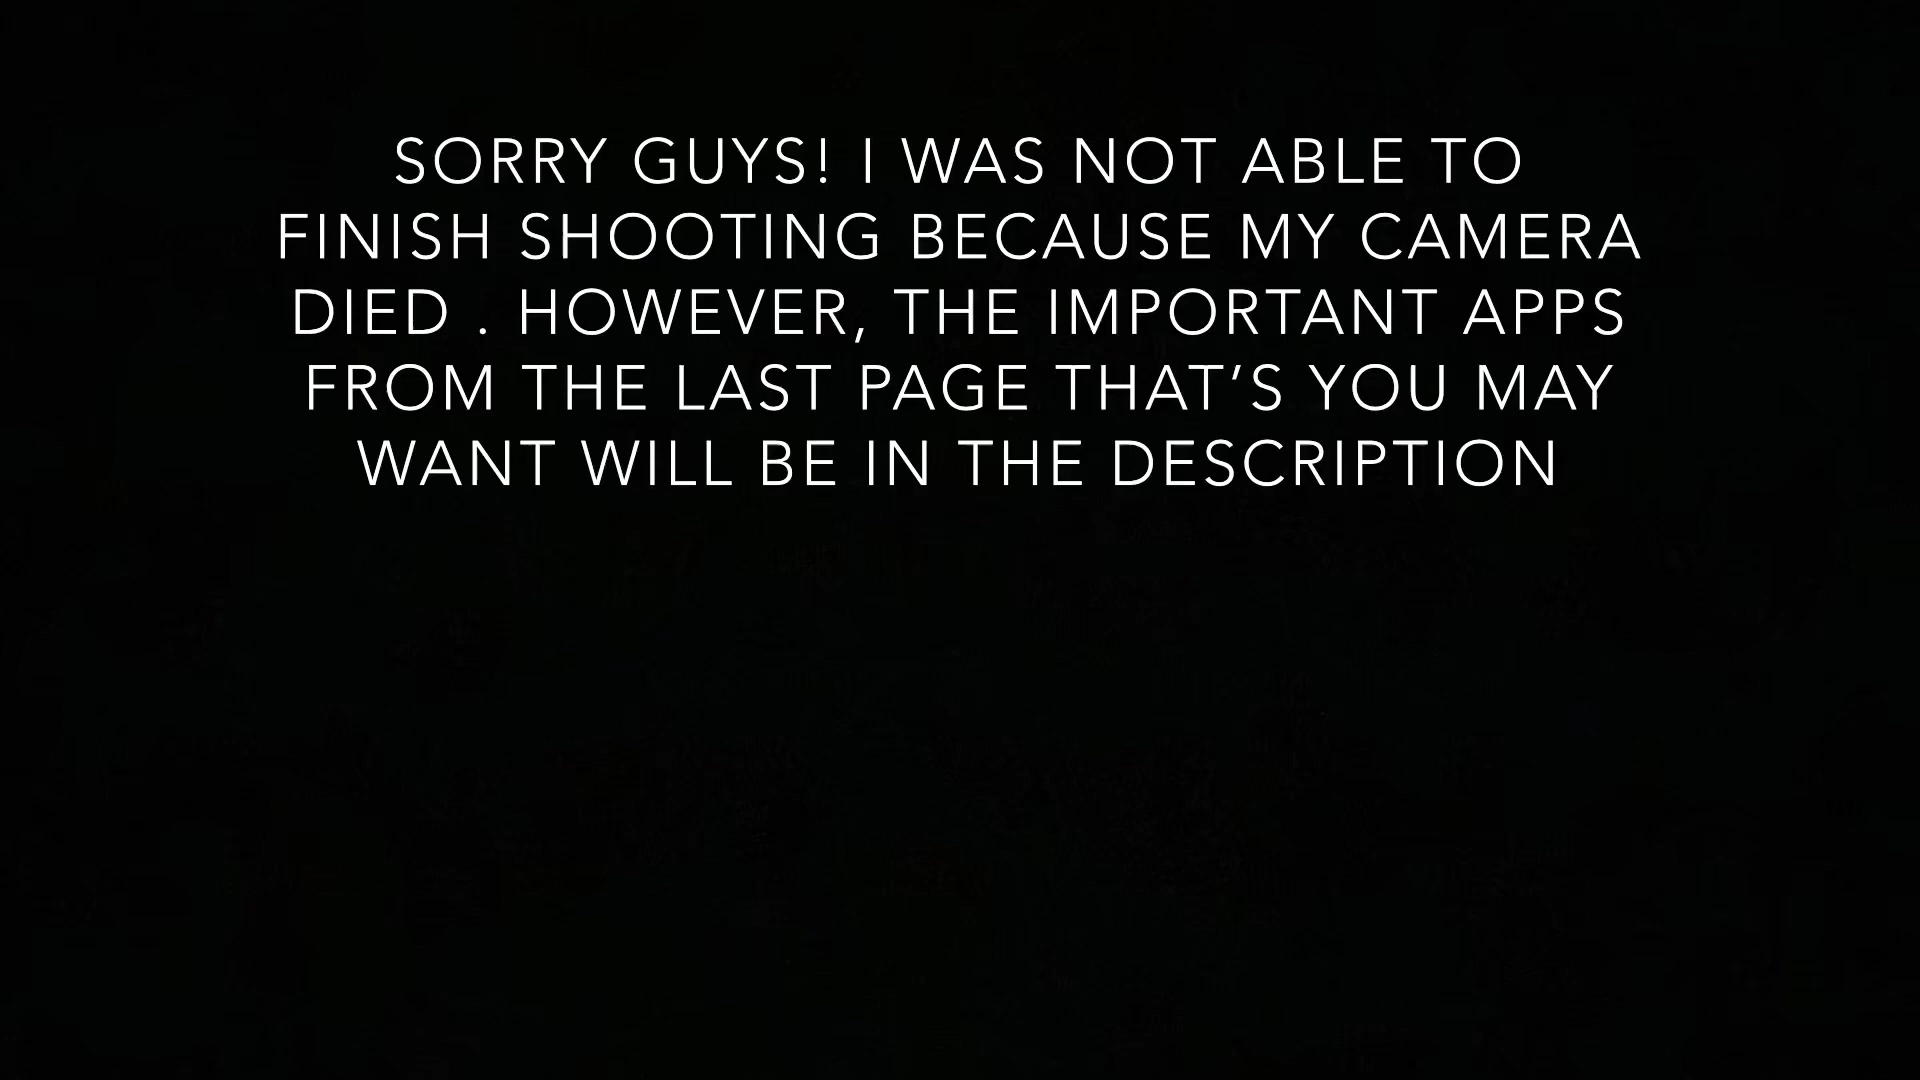 SORRY GUYS! I WAS NOT ABLE TO
FINISH SHOOTING BECAUSE MY CAMERA
DIED . HOWEVER, THE IMPORTANT APPS
FROM THE LAST PAGE THAT’S YOU MAY
WANT WILL BE IN THE DESCRIPTION